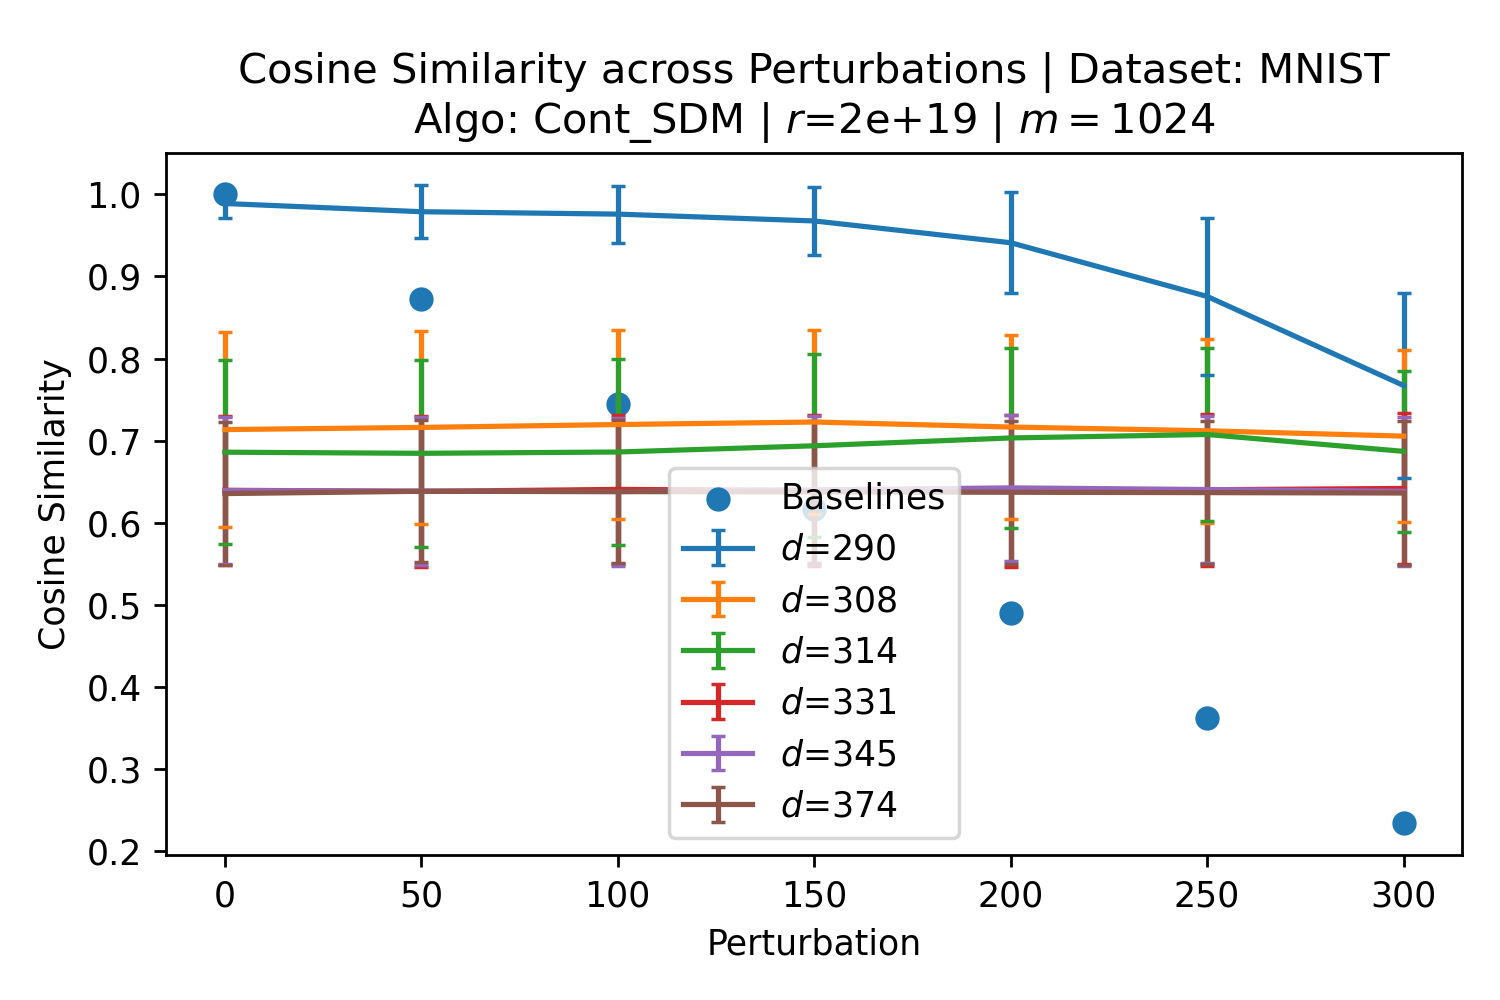 Cosine Similarity across Perturbations | Dataset: MNIST
Algo: Cont_SDM | r=2e+19 | m = 1024
Cosine Similarity
1.0
0.9
0.8
0.7
0.6
0.5
0.4
0.3
0.2
Baselines
d=290
d=308
d=314
d=331
d=345
d=374
0 50 100 150 200 250 300
Perturbation